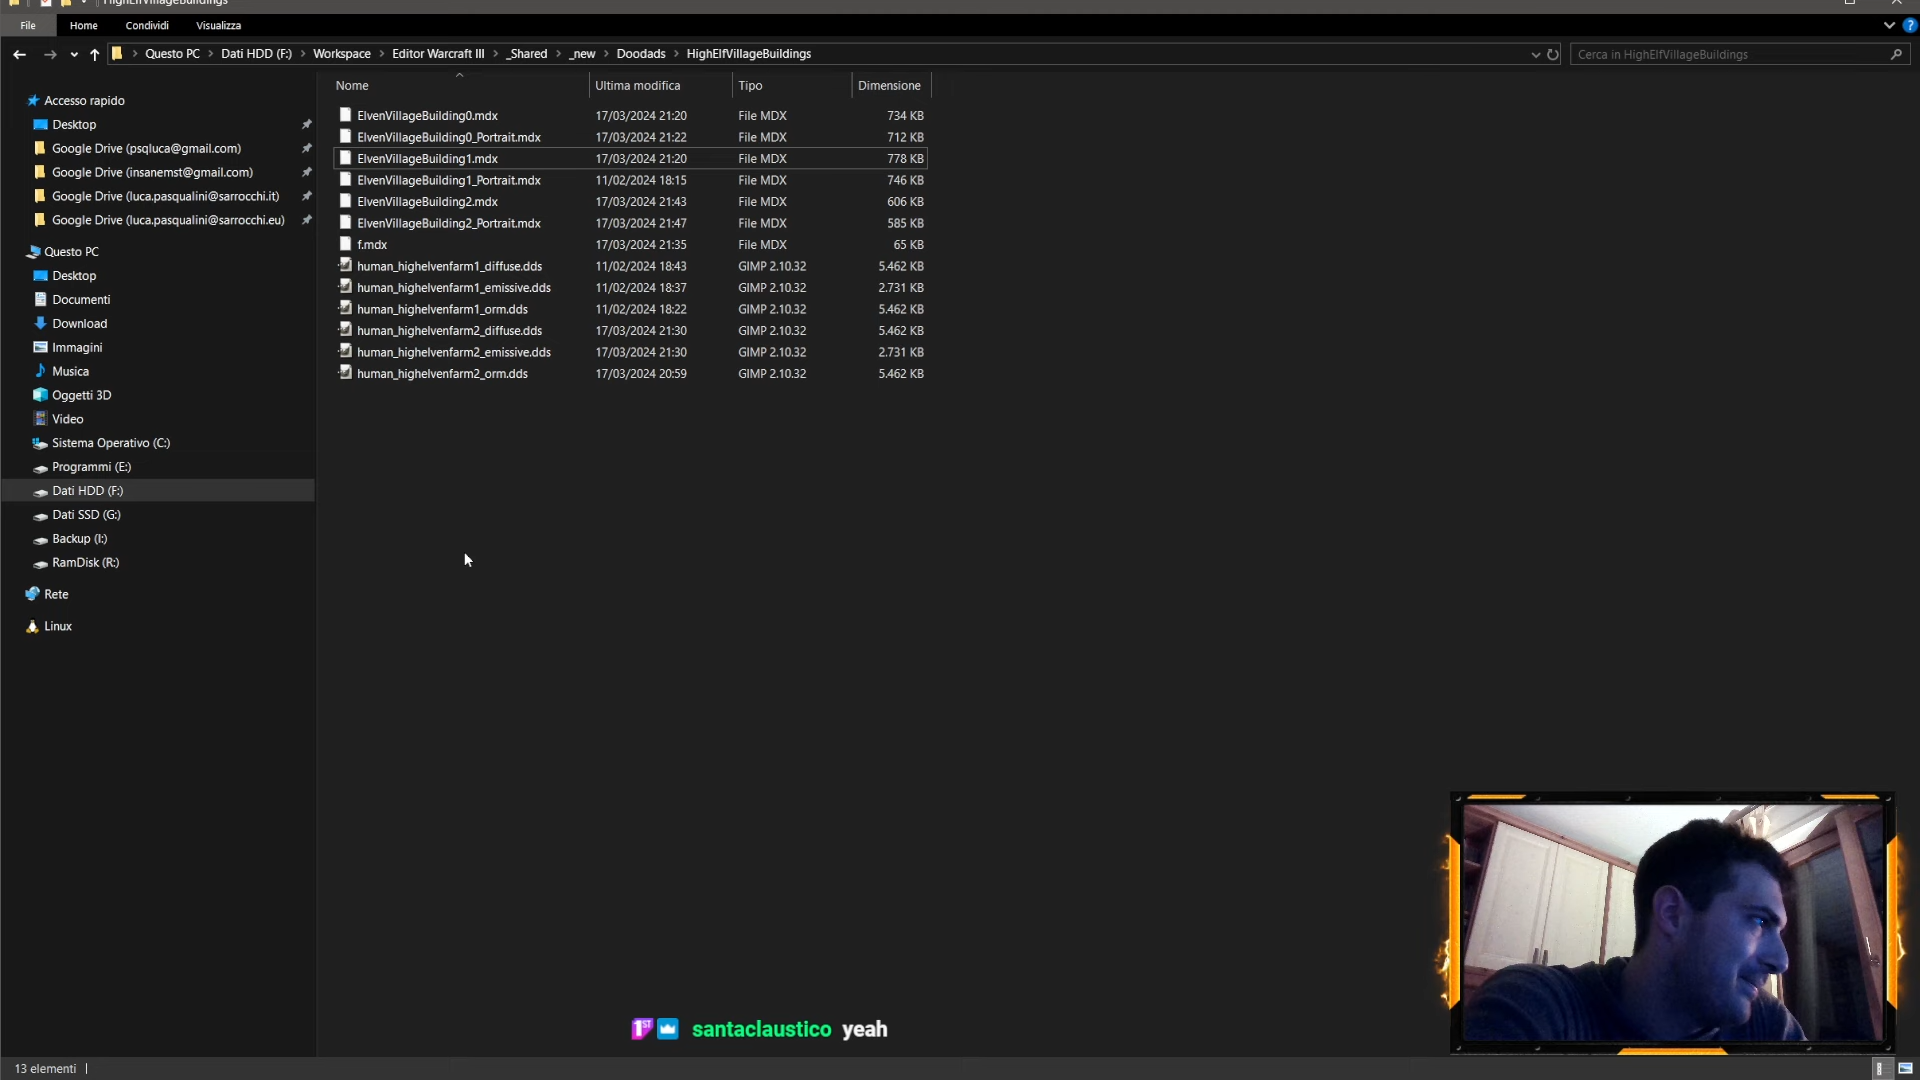 HighElfVillageBuildings
File Home Condividi Visualizza
Questo PC Dati HDD (F:) Workspace Editor Warcraft III _Shared _new Doodads HighElfVillageBuildings
Cerca in HighElfVillageBuildings
Nome Ultima modifica Tipo Dimensione
Accesso rapido
Desktop
Google Drive (psqluca@gmail.com)
Google Drive (insanemst@gmail.com)
Google Drive (luca.pasqualini@sarrocchi.it)
Google Drive (luca.pasqualini@sarrocchi.eu)
Questo PC
Desktop
Documenti
Download
Immagini
Musica
Oggetti 3D
Video
Sistema Operativo (C:)
Programmi (E:)
Dati HDD (F:)
Dati SSD (G:)
Backup (I:)
RamDisk (R:)
Rete
Linux
ElvenVillageBuilding0.mdx 17/03/2024 21:20 File MDX 734 KB
ElvenVillageBuilding0_Portrait.mdx 17/03/2024 21:22 File MDX 712 KB
ElvenVillageBuilding1.mdx 17/03/2024 21:20 File MDX 778 KB
ElvenVillageBuilding1_Portrait.mdx 11/02/2024 18:15 File MDX 746 KB
ElvenVillageBuilding2.mdx 17/03/2024 21:43 File MDX 606 KB
ElvenVillageBuilding2_Portrait.mdx 17/03/2024 21:47 File MDX 585 KB
f.mdx 17/03/2024 21:35 File MDX 65 KB
human_highelvenfarm1_diffuse.dds 11/02/2024 18:43 GIMP 2.10.32 5.462 KB
human_highelvenfarm1_emissive.dds 11/02/2024 18:37 GIMP 2.10.32 2.731 KB
human_highelvenfarm1_orm.dds 11/02/2024 18:22 GIMP 2.10.32 5.462 KB
human_highelvenfarm2_diffuse.dds 17/03/2024 21:30 GIMP 2.10.32 5.462 KB
human_highelvenfarm2_emissive.dds 17/03/2024 21:30 GIMP 2.10.32 2.731 KB
human_highelvenfarm2_orm.dds 17/03/2024 20:59 GIMP 2.10.32 5.462 KB
1ST santaclaustico yeah
13 elementi